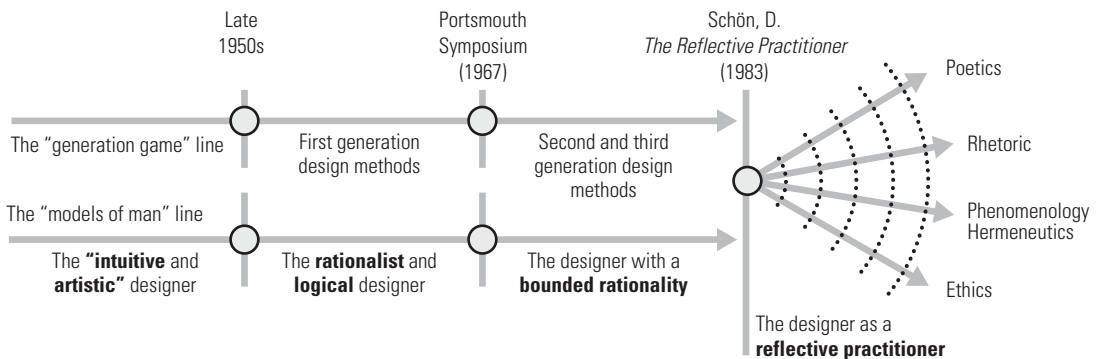 Late
1950s
Portsmouth
Symposium
(1967)
Schön, D.
The Reflective Practitioner
(1983)
Poetics
Rhetoric
Phenomenology
Hermeneutics
Ethics
The “generation game” line
First generation
design methods
Second and third
generation design
methods
The “models of man” line
The “intuitive and
artistic” designer
The rationalist and
logical designer
The designer with a
bounded rationality
The designer as a
reflective practitioner